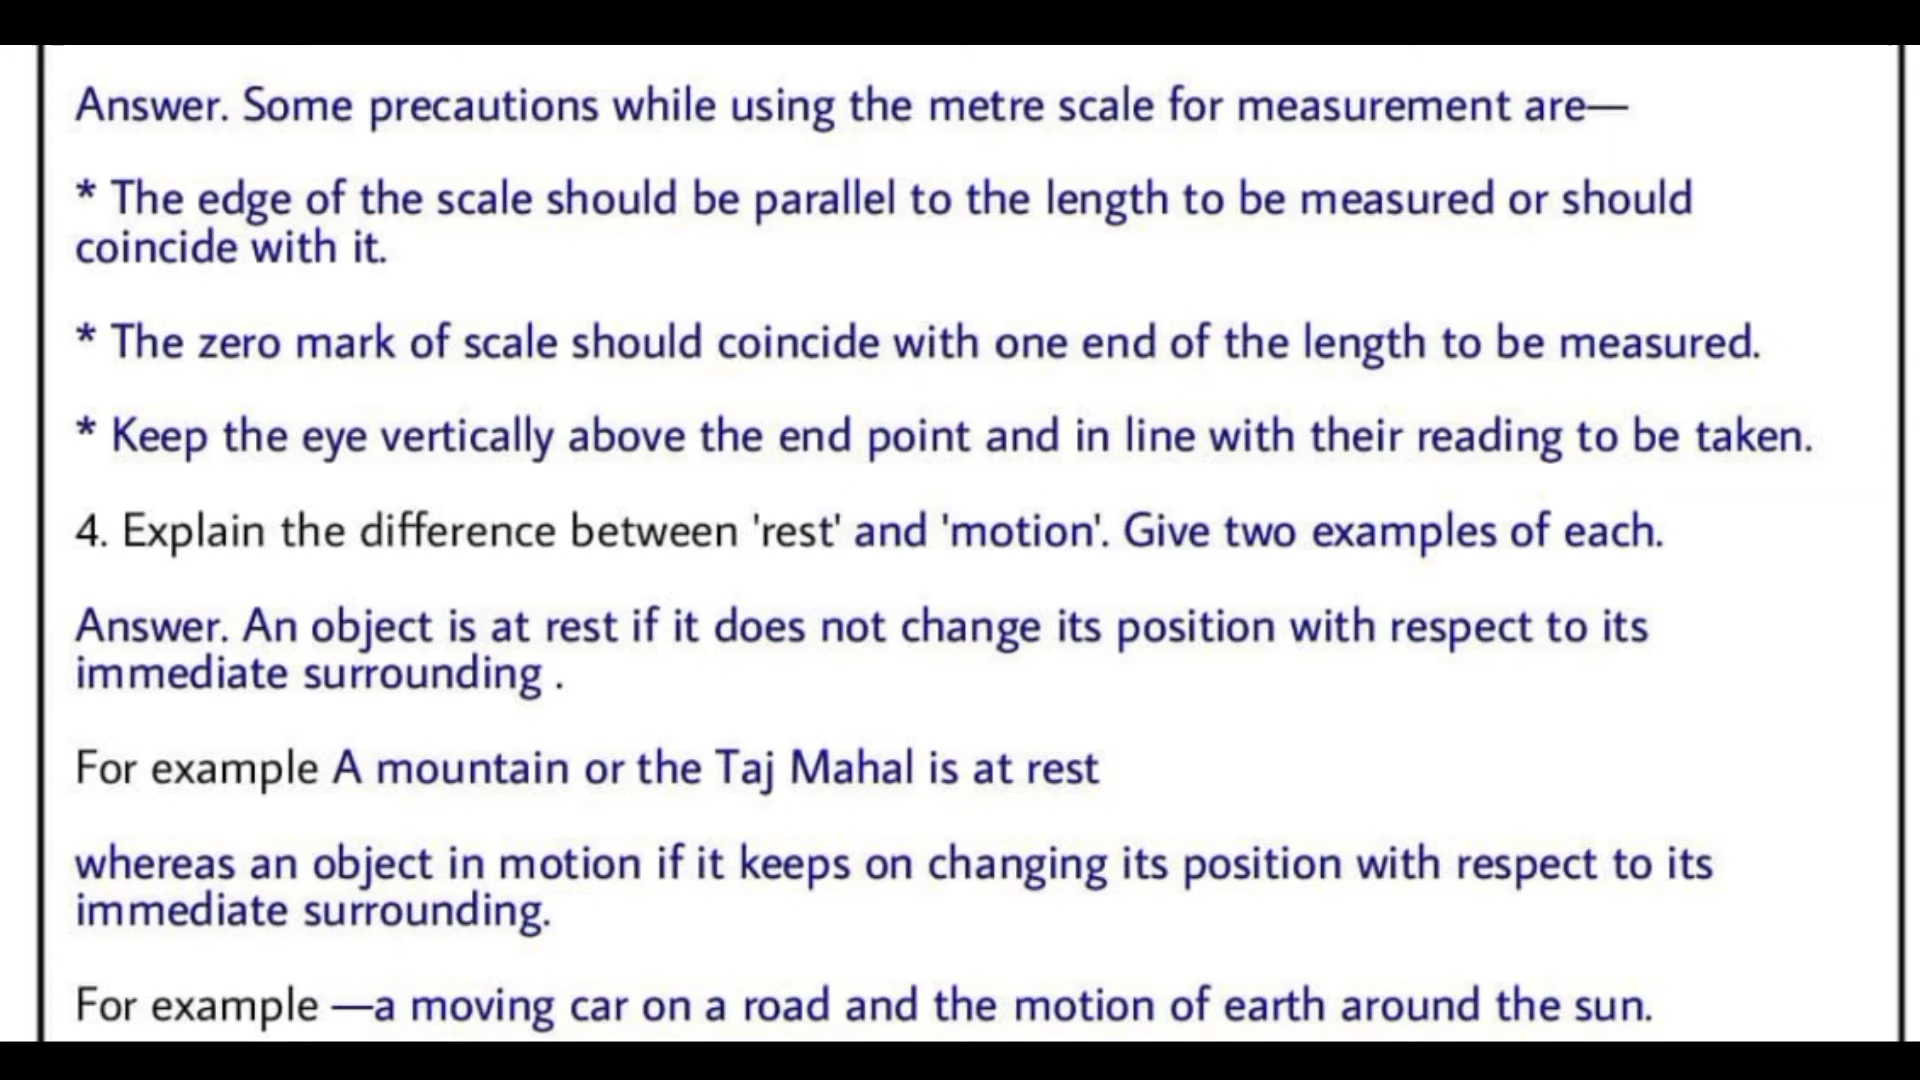 Answer. Some precautions while using the metre scale for measurement are—
* The edge of the scale should be parallel to the length to be measured or should
coincide with it.
* The zero mark of scale should coincide with one end of the length to be measured.
* Keep the eye vertically above the end point and in line with their reading to be taken.
4. Explain the difference between 'rest' and 'motion'. Give two examples of each.
Answer. An object is at rest if it does not change its position with respect to its
immediate surrounding .
For example A mountain or the Taj Mahal is at rest
whereas an object in motion if it keeps on changing its position with respect to its
immediate surrounding.
For example —a moving car on a road and the motion of earth around the sun.